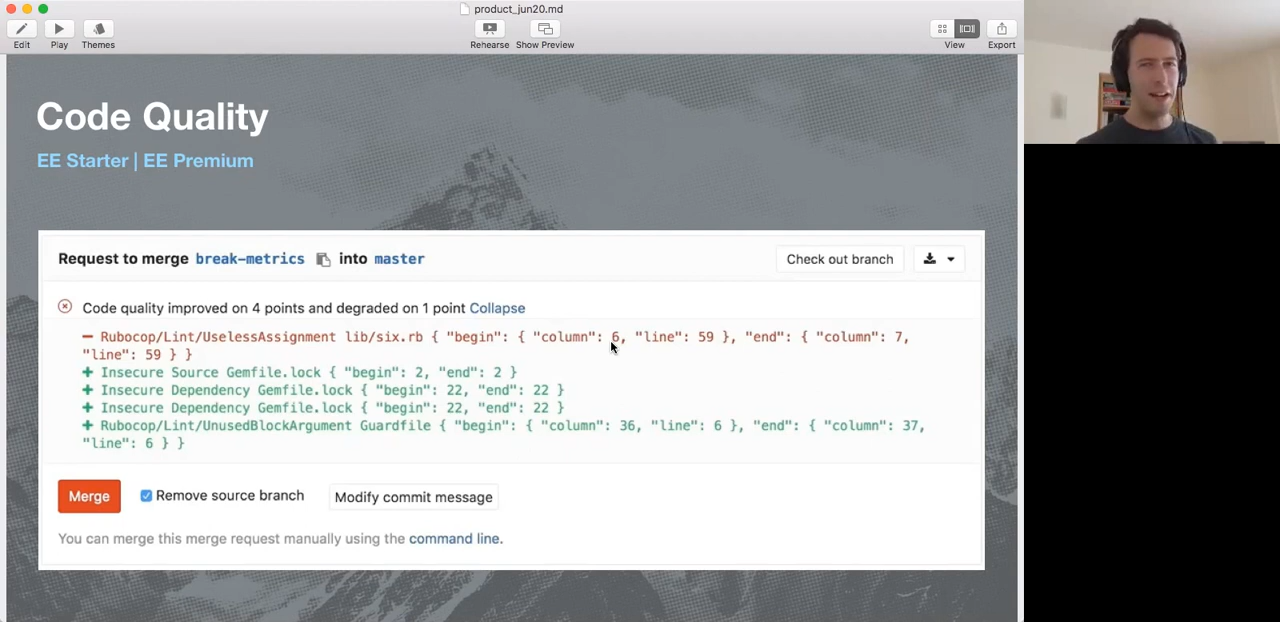 product_jun20.md
Edit
Play
Themes
Rehearse
Show Preview
View
Export
Code Quality
EE Starter | EE Premium
Request to merge break-metrics into master
Check out branch
Code quality improved on 4 points and degraded on 1 point Collapse
− Rubocop/Lint/UselessAssignment lib/six.rb { "begin": { "column": 6, "line": 59 }, "end": { "column": 7,
"line": 59 } }
+ Insecure Source Gemfile.lock { "begin": 2, "end": 2 }
+ Insecure Dependency Gemfile.lock { "begin": 22, "end": 22 }
+ Insecure Dependency Gemfile.lock { "begin": 22, "end": 22 }
+ Rubocop/Lint/UnusedBlockArgument Guardfile { "begin": { "column": 36, "line": 6 }, "end": { "column": 37,
"line": 6 } }
Merge
Remove source branch
Modify commit message
You can merge this merge request manually using the command line.